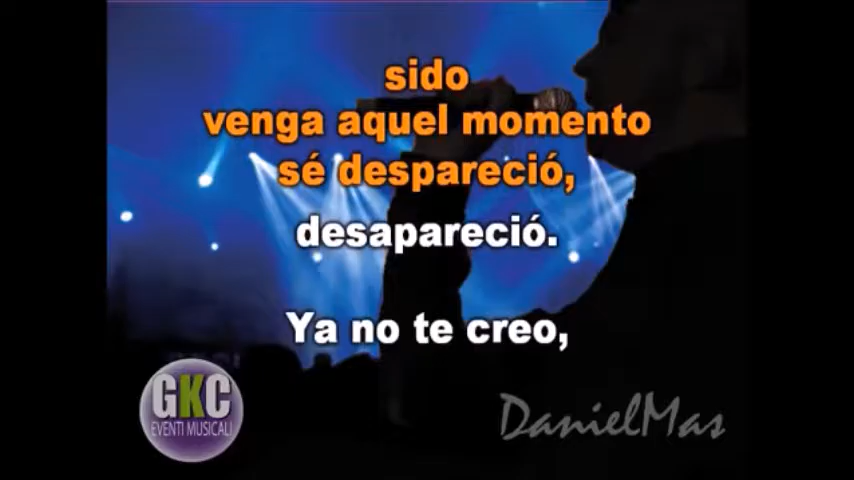 sido
venga aquel momento
sé despareció,
desapareció.
Ya no te creo,
GKC
EVENTI MUSICALI
DanielMas